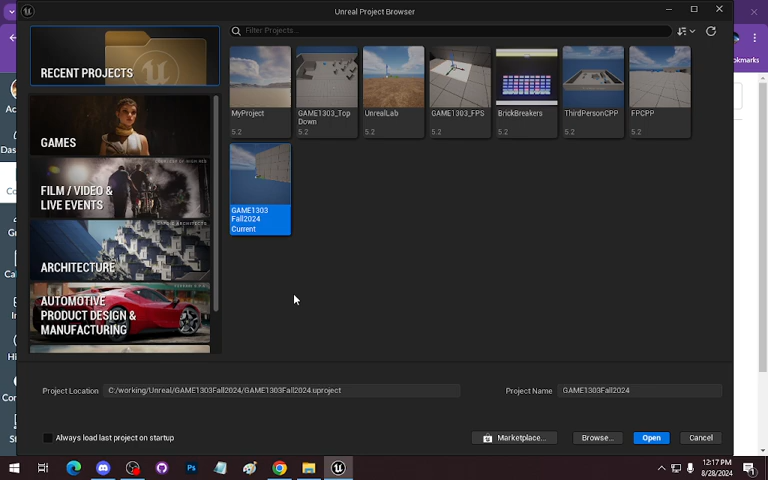 Unreal Project Browser
RECENT PROJECTS
Filter Projects...
GAMES
FILM / VIDEO &
LIVE EVENTS
ARCHITECTURE
AUTOMOTIVE
PRODUCT DESIGN &
MANUFACTURING
MyProject
5.2
GAME1303_Top
Down
5.2
UnrealLab
5.2
GAME1303_FPS
5.2
BrickBreakers
5.2
ThirdPersonCPP
5.2
FPCPP
5.2
GAME1303
Fall2024
Current
Project Location
C:/working/Unreal/GAME1303Fall2024/GAME1303Fall2024.uproject
Project Name
GAME1303Fall2024
Always load last project on startup
Marketplace...
Browse...
Open
Cancel
okmarks
12:17 PM
8/28/2024